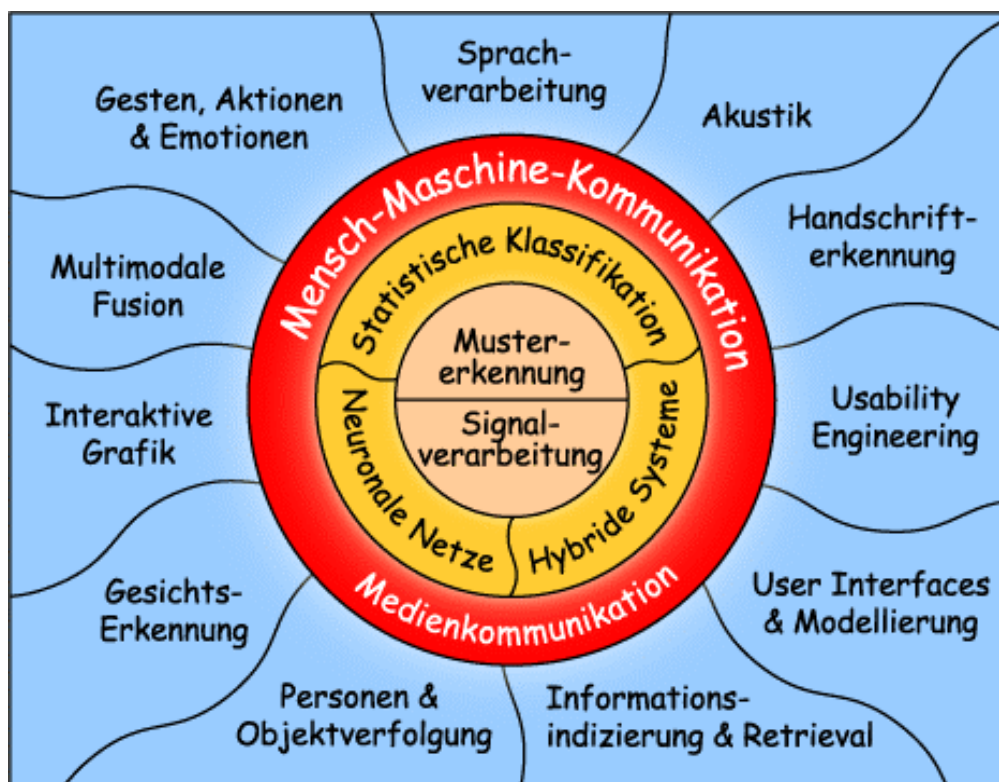 Sprach-
verarbeitung
Gesten, Aktionen
& Emotionen
Akustik
Handschrift-
erkennung
Multimodale
Fusion
Usability
Engineering
Interaktive
Grafik
User Interfaces
& Modellierung
Gesichts-
Erkennung
Personen &
Objektverfolgung
Informations-
indizierung & Retrieval
Mensch-Maschine-Kommunikation
Medienkommunikation
Statistische Klassifikation
Neuronale Netze
Hybride Systeme
Muster-
erkennung
Signal-
verarbeitung